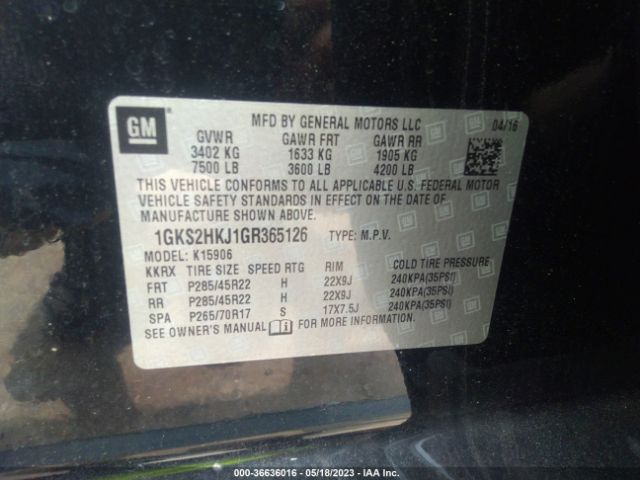 GM
MFD BY GENERAL MOTORS LLC 04/16
GVWR GAWR FRT GAWR RR
3402 KG 1633 KG 1905 KG
7500 LB 3600 LB 4200 LB
THIS VEHICLE CONFORMS TO ALL APPLICABLE U.S. FEDERAL MOTOR
VEHICLE SAFETY STANDARDS IN EFFECT ON THE DATE OF
MANUFACTURE SHOWN ABOVE.
1GKS2HKJ1GR365126 TYPE: M.P.V.
MODEL: K15906
KKRX TIRE SIZE SPEED RTG RIM COLD TIRE PRESSURE
FRT P285/45R22 H 22X9J 240KPA(35PSI)
RR P285/45R22 H 22X9J 240KPA(35PSI)
SPA P265/70R17 S 17X7.5J 240KPA(35PSI)
SEE OWNER'S MANUAL FOR MORE INFORMATION.
000-36636016 - 05/18/2023 - IAA Inc.